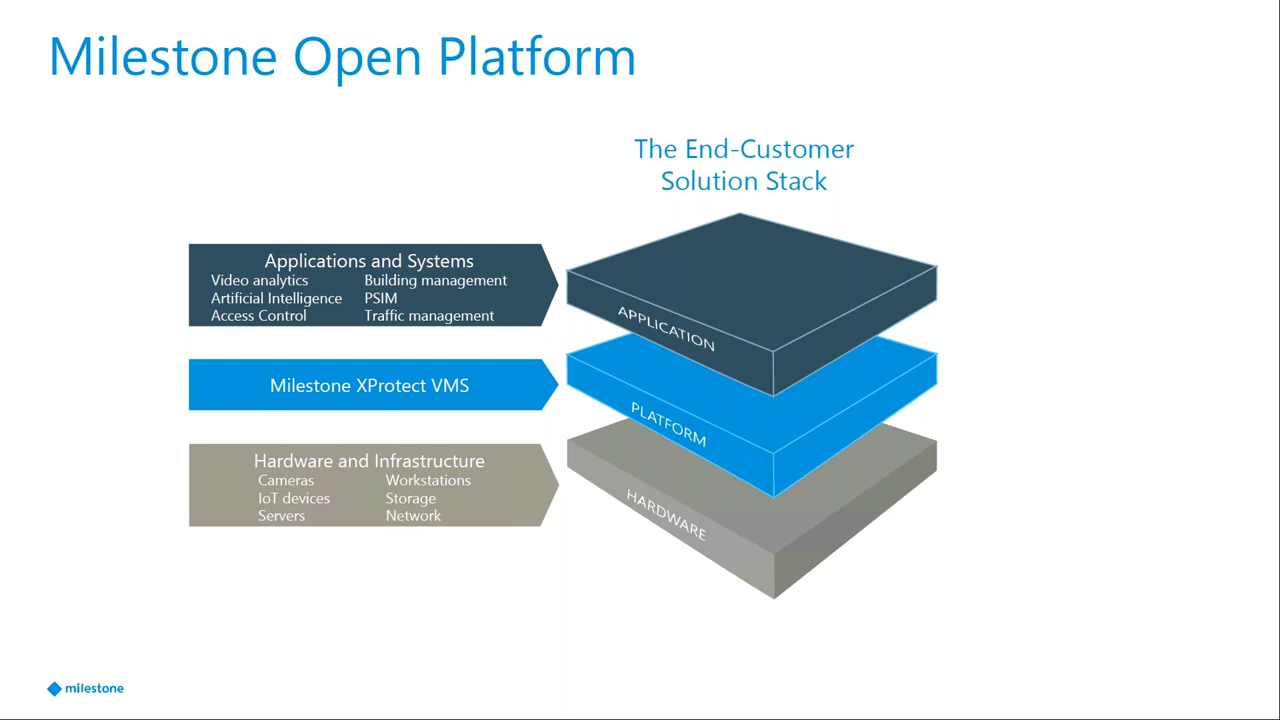 Milestone Open Platform
The End-Customer
Solution Stack
Applications and Systems
Video analytics Building management
Artificial Intelligence PSIM
Access Control Traffic management
APPLICATION
Milestone XProtect VMS
PLATFORM
Hardware and Infrastructure
Cameras Workstations
IoT devices Storage
Servers Network
HARDWARE
milestone